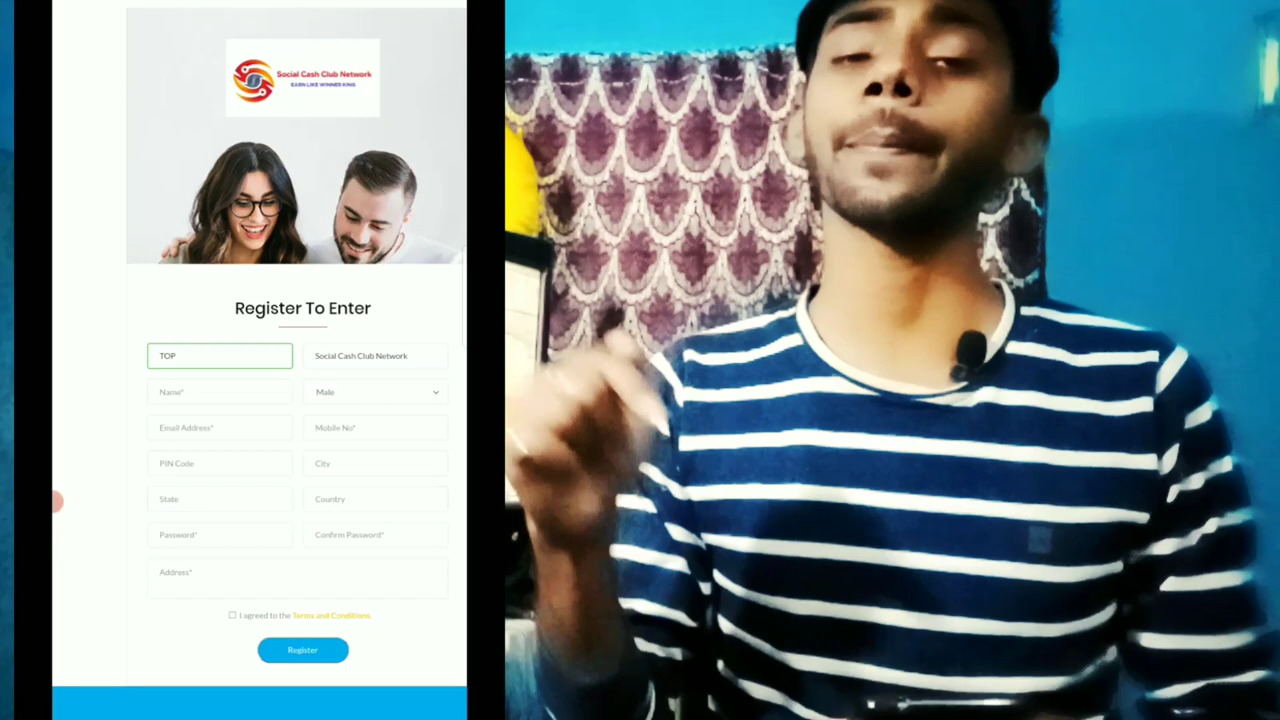 Social Cash Club Network
EARN LIKE WINNER KING
Register To Enter
TOP
Social Cash Club Network
Name*
Male
Email Address*
Mobile No*
PIN Code
City
State
Country
Password*
Confirm Password*
Address*
I agreed to the Terms and Conditions.
Register